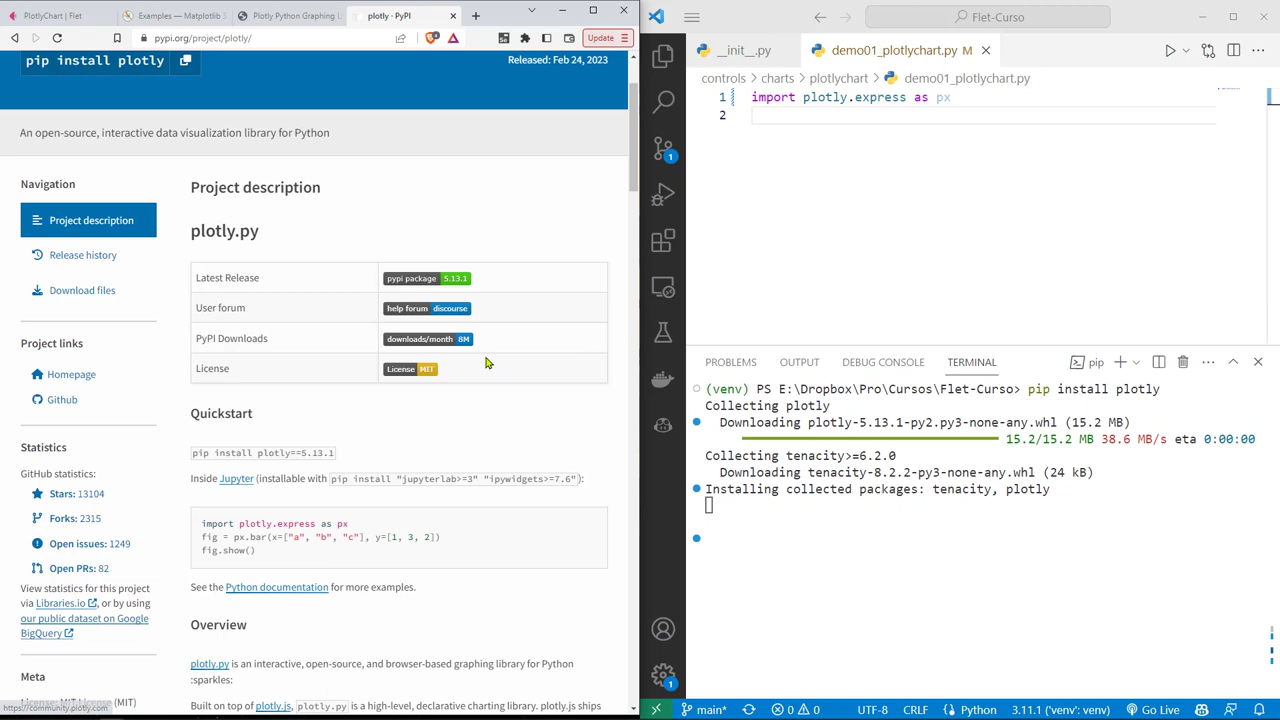 PlotlyChart | Flet
Examples — Matplotlib
Plotly Python Graphing L
plotly · PyPI
pypi.org/project/plotly/
Update
pip install plotly
Released: Feb 24, 2023
An open-source, interactive data visualization library for Python
Navigation
Project description
Release history
Download files
Project links
Homepage
Github
Statistics
GitHub statistics:
Stars: 13104
Forks: 2315
Open issues: 1249
Open PRs: 82
View statistics for this project
via Libraries.io, or by using
our public dataset on Google
BigQuery
Meta
License: MIT License (MIT)
https://community.plotly.com
Project description
plotly.py
Latest Release pypi package 5.13.1
User forum help forum discourse
PyPI Downloads downloads/month 8M
License License MIT
Quickstart
pip install plotly==5.13.1
Inside Jupyter (installable with pip install "jupyterlab>=3" "ipywidgets>=7.6"):
import plotly.express as px
fig = px.bar(x=["a", "b", "c"], y=[1, 3, 2])
fig.show()
See the Python documentation for more examples.
Overview
plotly.py is an interactive, open-source, and browser-based graphing library for Python
:sparkles:
Built on top of plotly.js, plotly.py is a high-level, declarative charting library. plotly.js ships
Flet-Curso
__init__.py
demo01_plotlychart.py M
controls > charts > plotlychart > demo01_plotlychart.py
1 import plotly.express as px
2
PROBLEMS OUTPUT DEBUG CONSOLE TERMINAL pip
(venv) PS E:\Dropbox\Pro\Cursos\Flet-Curso> pip install plotly
Collecting plotly
Downloading plotly-5.13.1-py2.py3-none-any.whl (15.2 MB)
15.2/15.2 MB 38.6 MB/s eta 0:00:00
Collecting tenacity>=6.2.0
Downloading tenacity-8.2.2-py3-none-any.whl (24 kB)
Installing collected packages: tenacity, plotly
1
1
main* 0 0 UTF-8 CRLF Python 3.11.1 ('venv': venv) Go Live